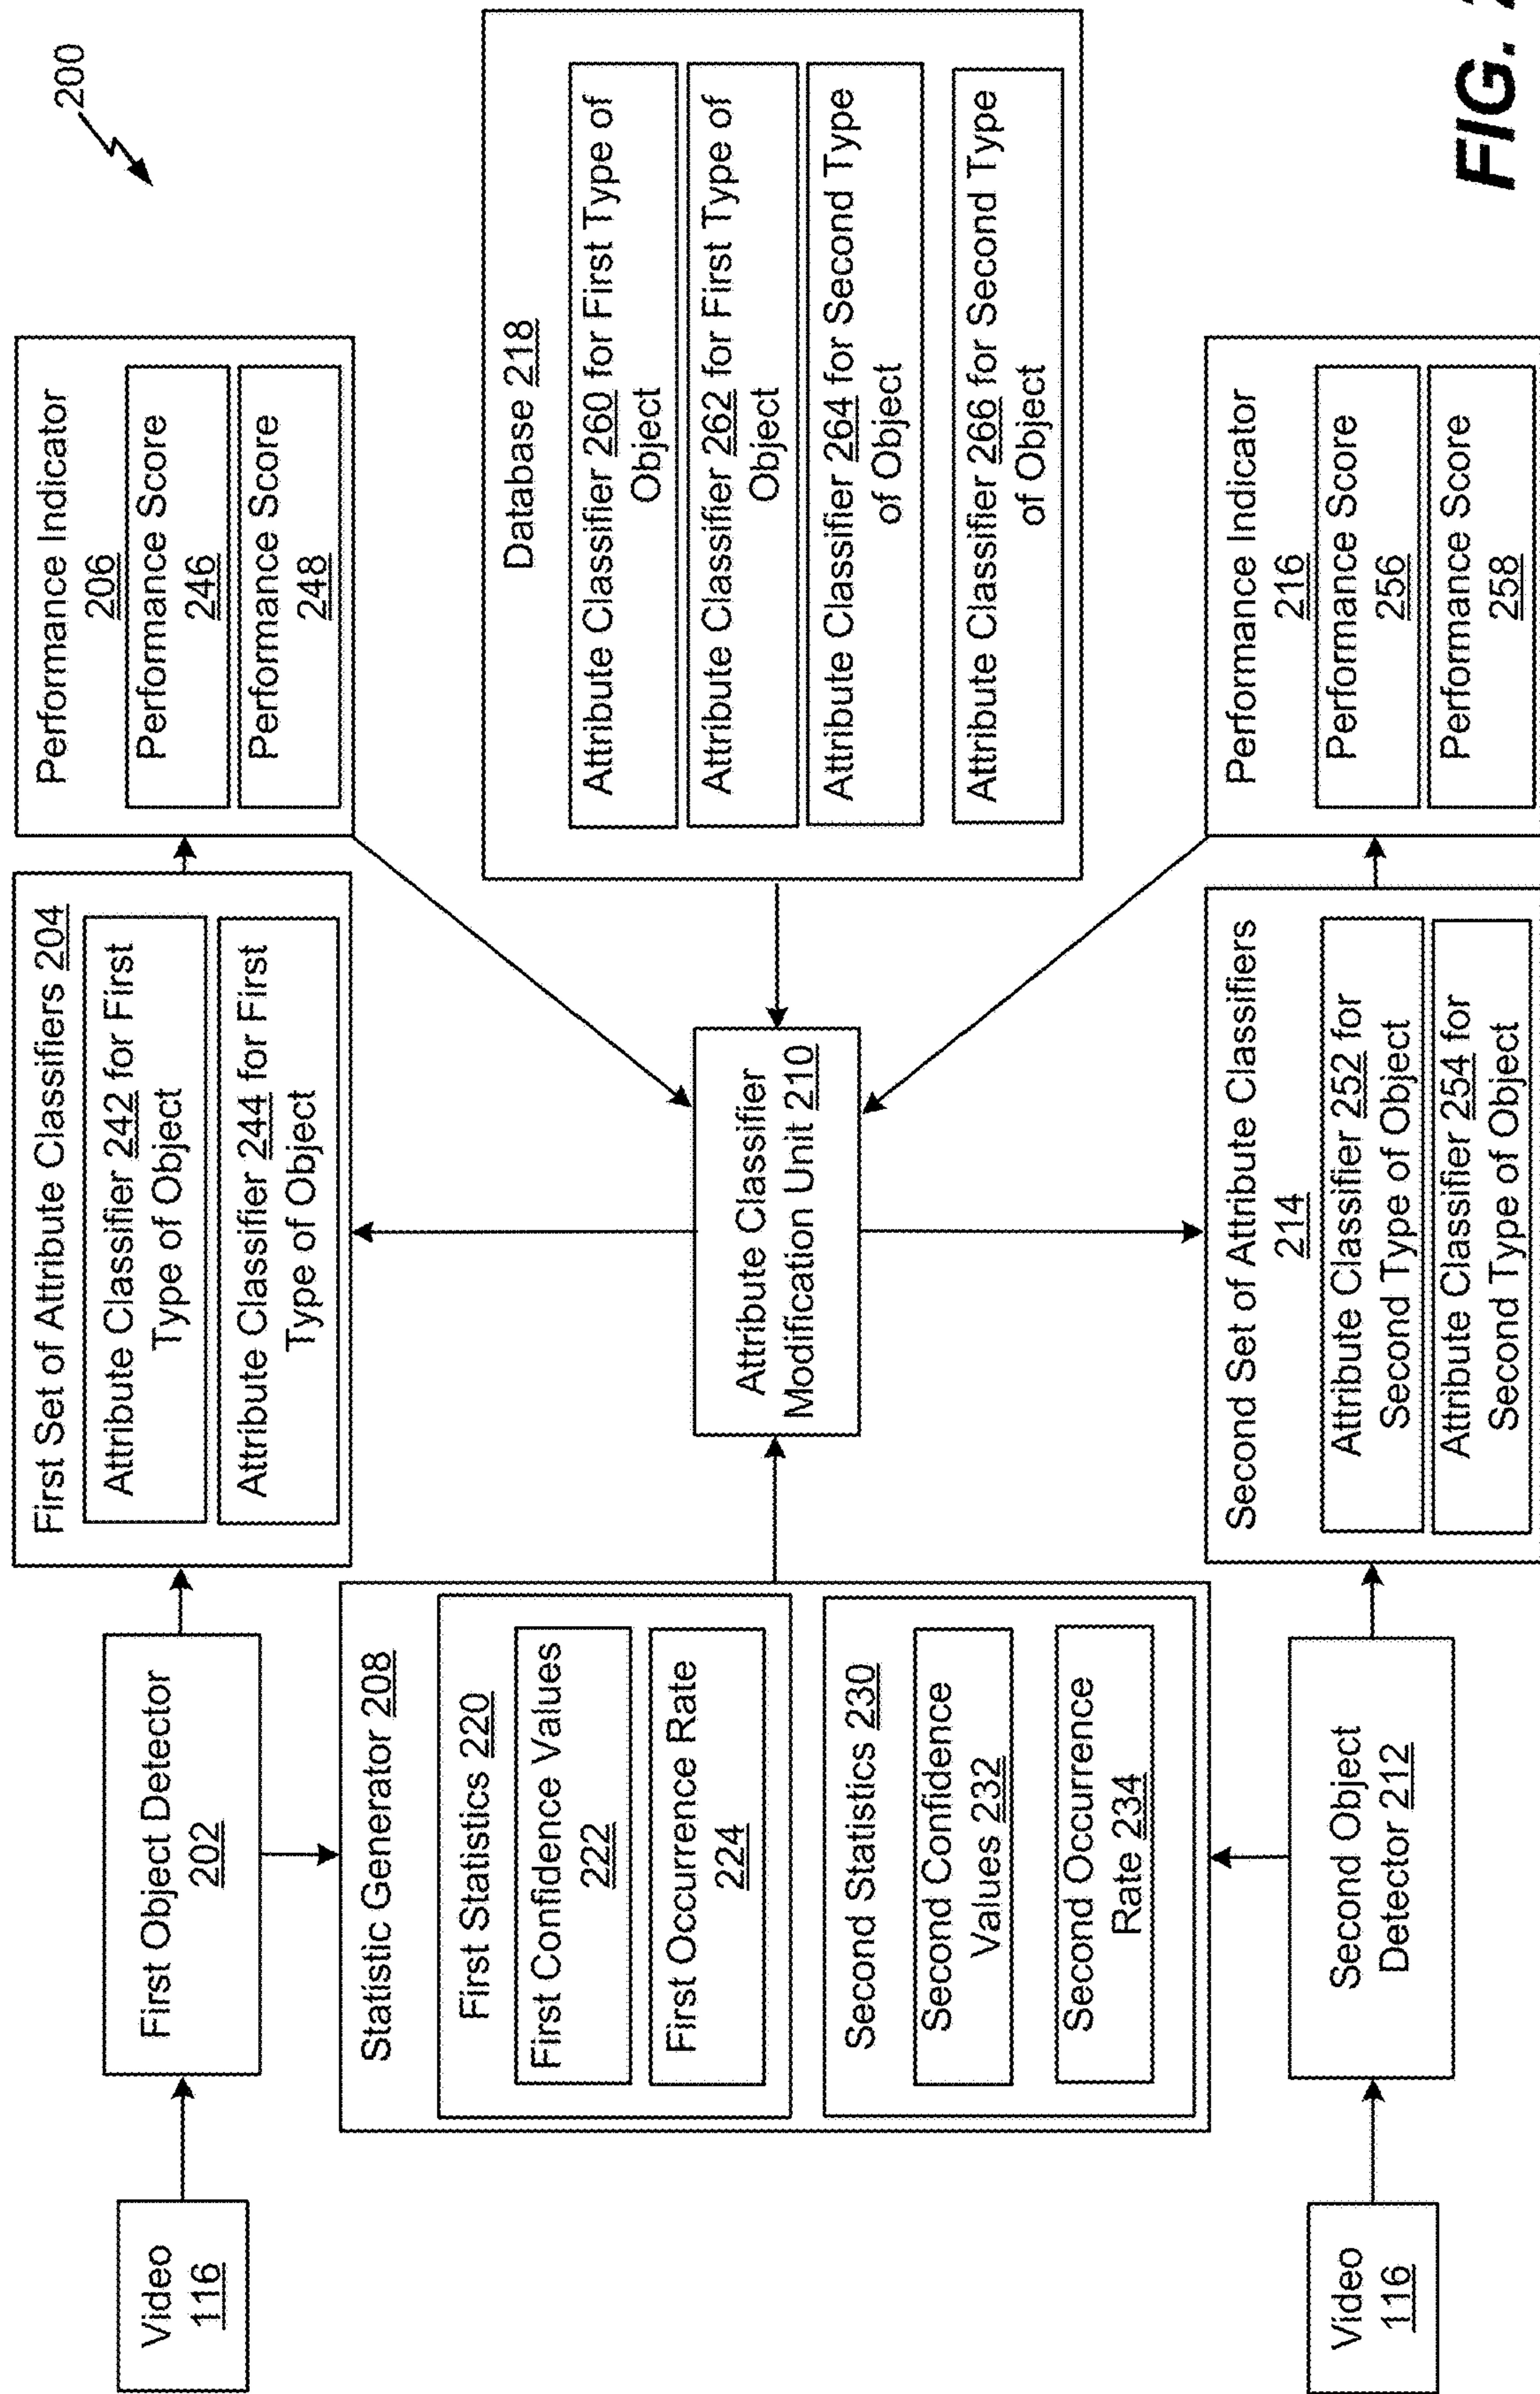 200
Video
116
First Object Detector
202
First Set of Attribute Classifiers 204
Attribute Classifier 242 for First
Type of Object
Attribute Classifier 244 for First
Type of Object
Performance Indicator
206
Performance Score
246
Performance Score
248
Statistic Generator 208
First Statistics 220
First Confidence Values
222
First Occurrence Rate
224
Second Statistics 230
Second Confidence
Values 232
Second Occurrence
Rate 234
Attribute Classifier
Modification Unit 210
Database 218
Attribute Classifier 260 for First Type of
Object
Attribute Classifier 262 for First Type of
Object
Attribute Classifier 264 for Second Type
of Object
Attribute Classifier 266 for Second Type
of Object
Video
116
Second Object
Detector 212
Second Set of Attribute Classifiers
214
Attribute Classifier 252 for
Second Type of Object
Attribute Classifier 254 for
Second Type of Object
Performance Indicator
216
Performance Score
256
Performance Score
258
FIG.